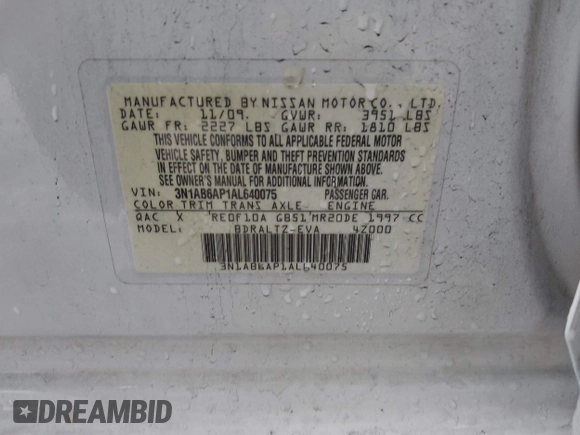 MANUFACTURED BY NISSAN MOTOR CO., LTD.
DATE: 11/09. GVWR: 3951 LBS
GAWR FR: 2227 LBS GAWR RR: 1810 LBS
THIS VEHICLE CONFORMS TO ALL APPLICABLE FEDERAL MOTOR
VEHICLE SAFETY, BUMPER AND THEFT PREVENTION STANDARDS
IN EFFECT ON THE DATE OF MANUFACTURE SHOWN ABOVE.
SEE OWNER'S MANUAL FOR ADDITIONAL INFORMATION.
VIN: 3N1AB6AP1AL640075 PASSENGER CAR.
COLOR TRIM TRANS AXLE ENGINE
QAC X RE0F10A GB51 MR20DE 1997 CC
MODEL: BDRALTZ-EVA 4Z000
3N1AB6AP1AL640075
DREAMBID